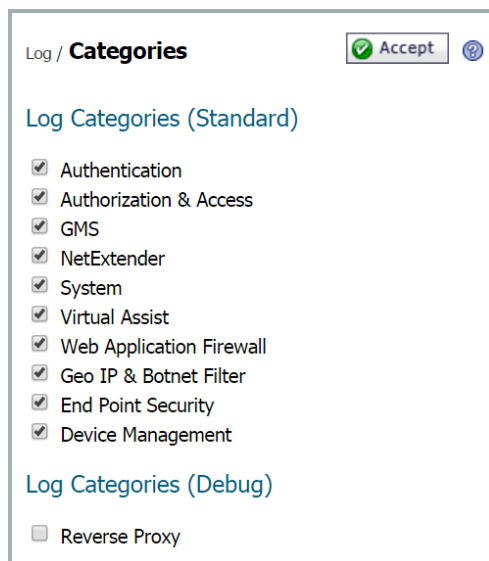 Log / Categories Accept ?
Log Categories (Standard)
Authentication
Authorization & Access
GMS
NetExtender
System
Virtual Assist
Web Application Firewall
Geo IP & Botnet Filter
End Point Security
Device Management
Log Categories (Debug)
Reverse Proxy